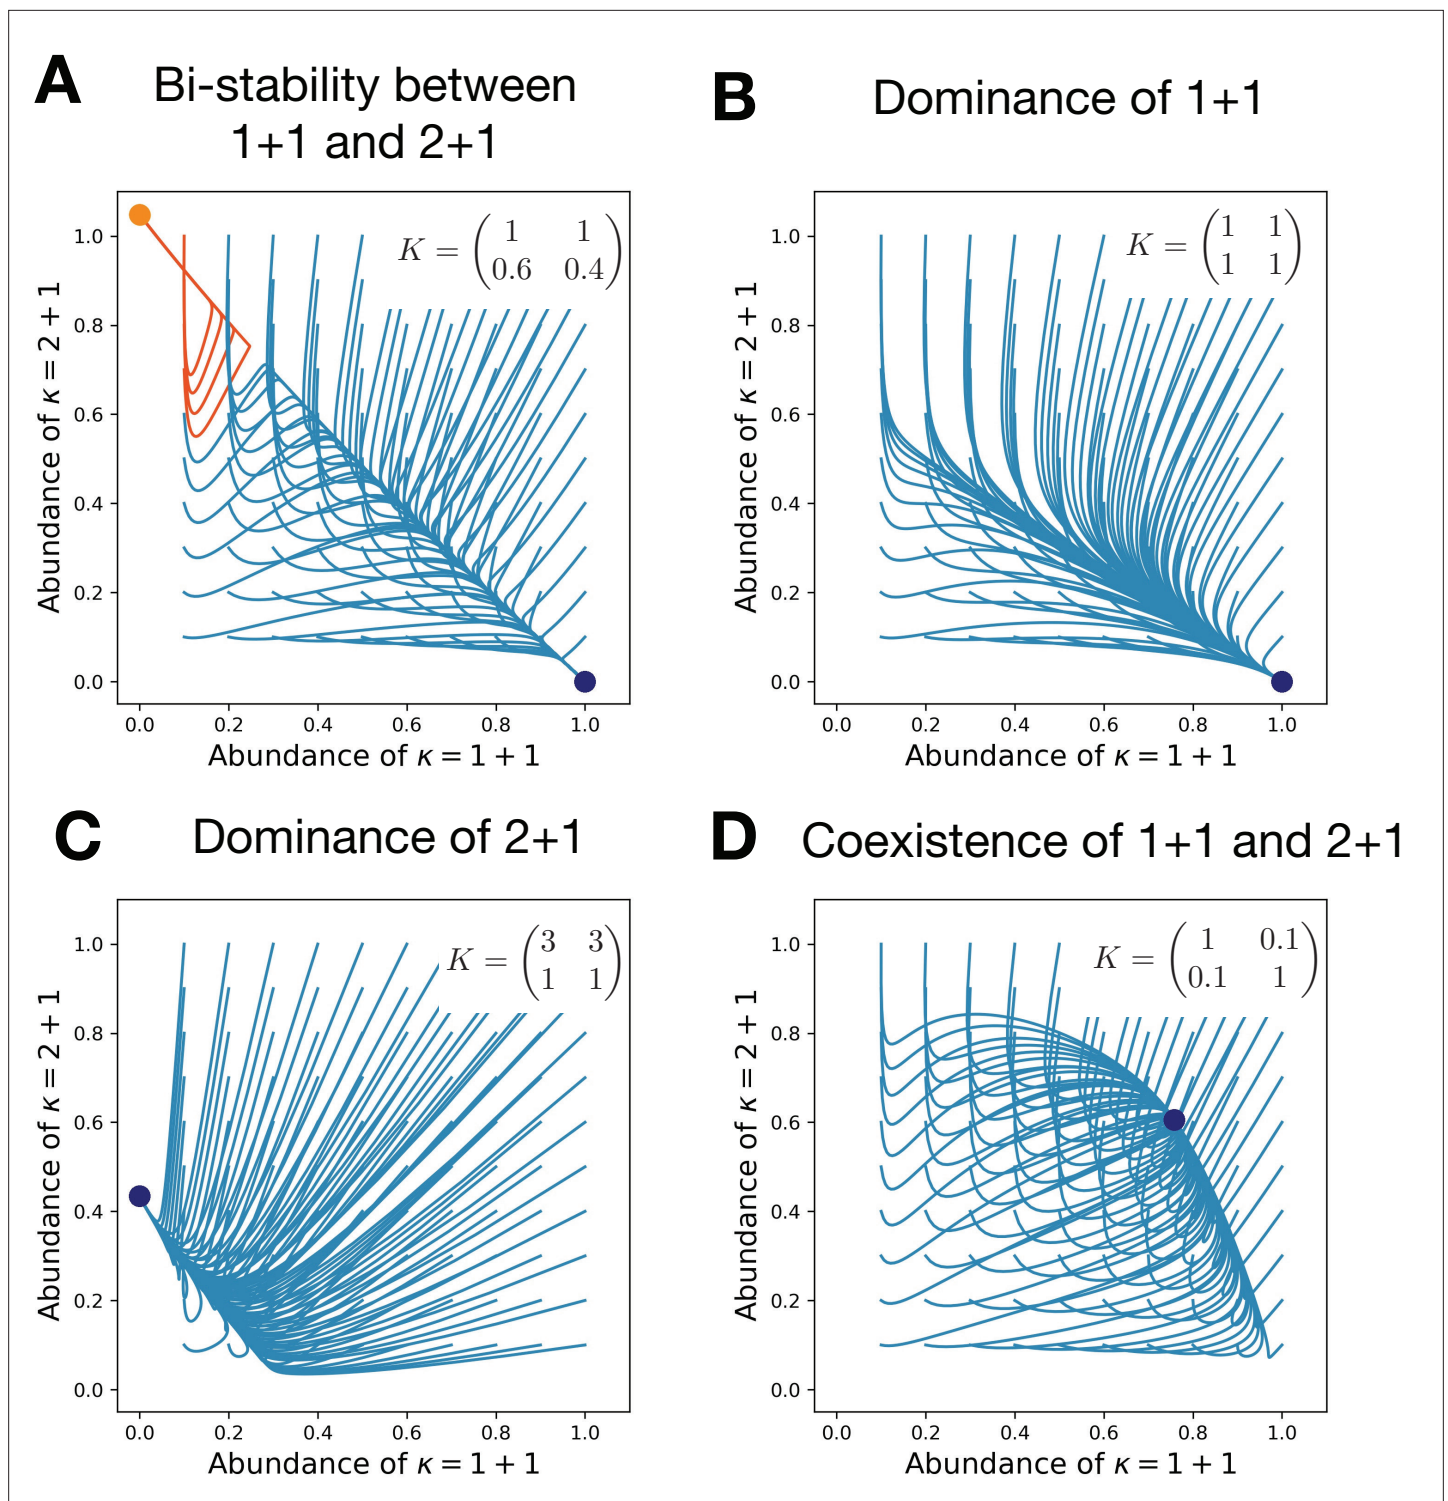 A
Bi-stability between
1+1 and 2+1
K = (1 1
0.6 0.4)
1.0
0.8
0.6
0.4
0.2
0.0
Abundance of κ = 2 + 1
0.0 0.2 0.4 0.6 0.8 1.0
Abundance of κ = 1 + 1
B
Dominance of 1+1
K = (1 1
1 1)
1.0
0.8
0.6
0.4
0.2
0.0
Abundance of κ = 2 + 1
0.0 0.2 0.4 0.6 0.8 1.0
Abundance of κ = 1 + 1
C
Dominance of 2+1
K = (3 3
1 1)
1.0
0.8
0.6
0.4
0.2
0.0
Abundance of κ = 2 + 1
0.0 0.2 0.4 0.6 0.8 1.0
Abundance of κ = 1 + 1
D
Coexistence of 1+1 and 2+1
K = (1 0.1
0.1 1)
1.0
0.8
0.6
0.4
0.2
0.0
Abundance of κ = 2 + 1
0.0 0.2 0.4 0.6 0.8 1.0
Abundance of κ = 1 + 1